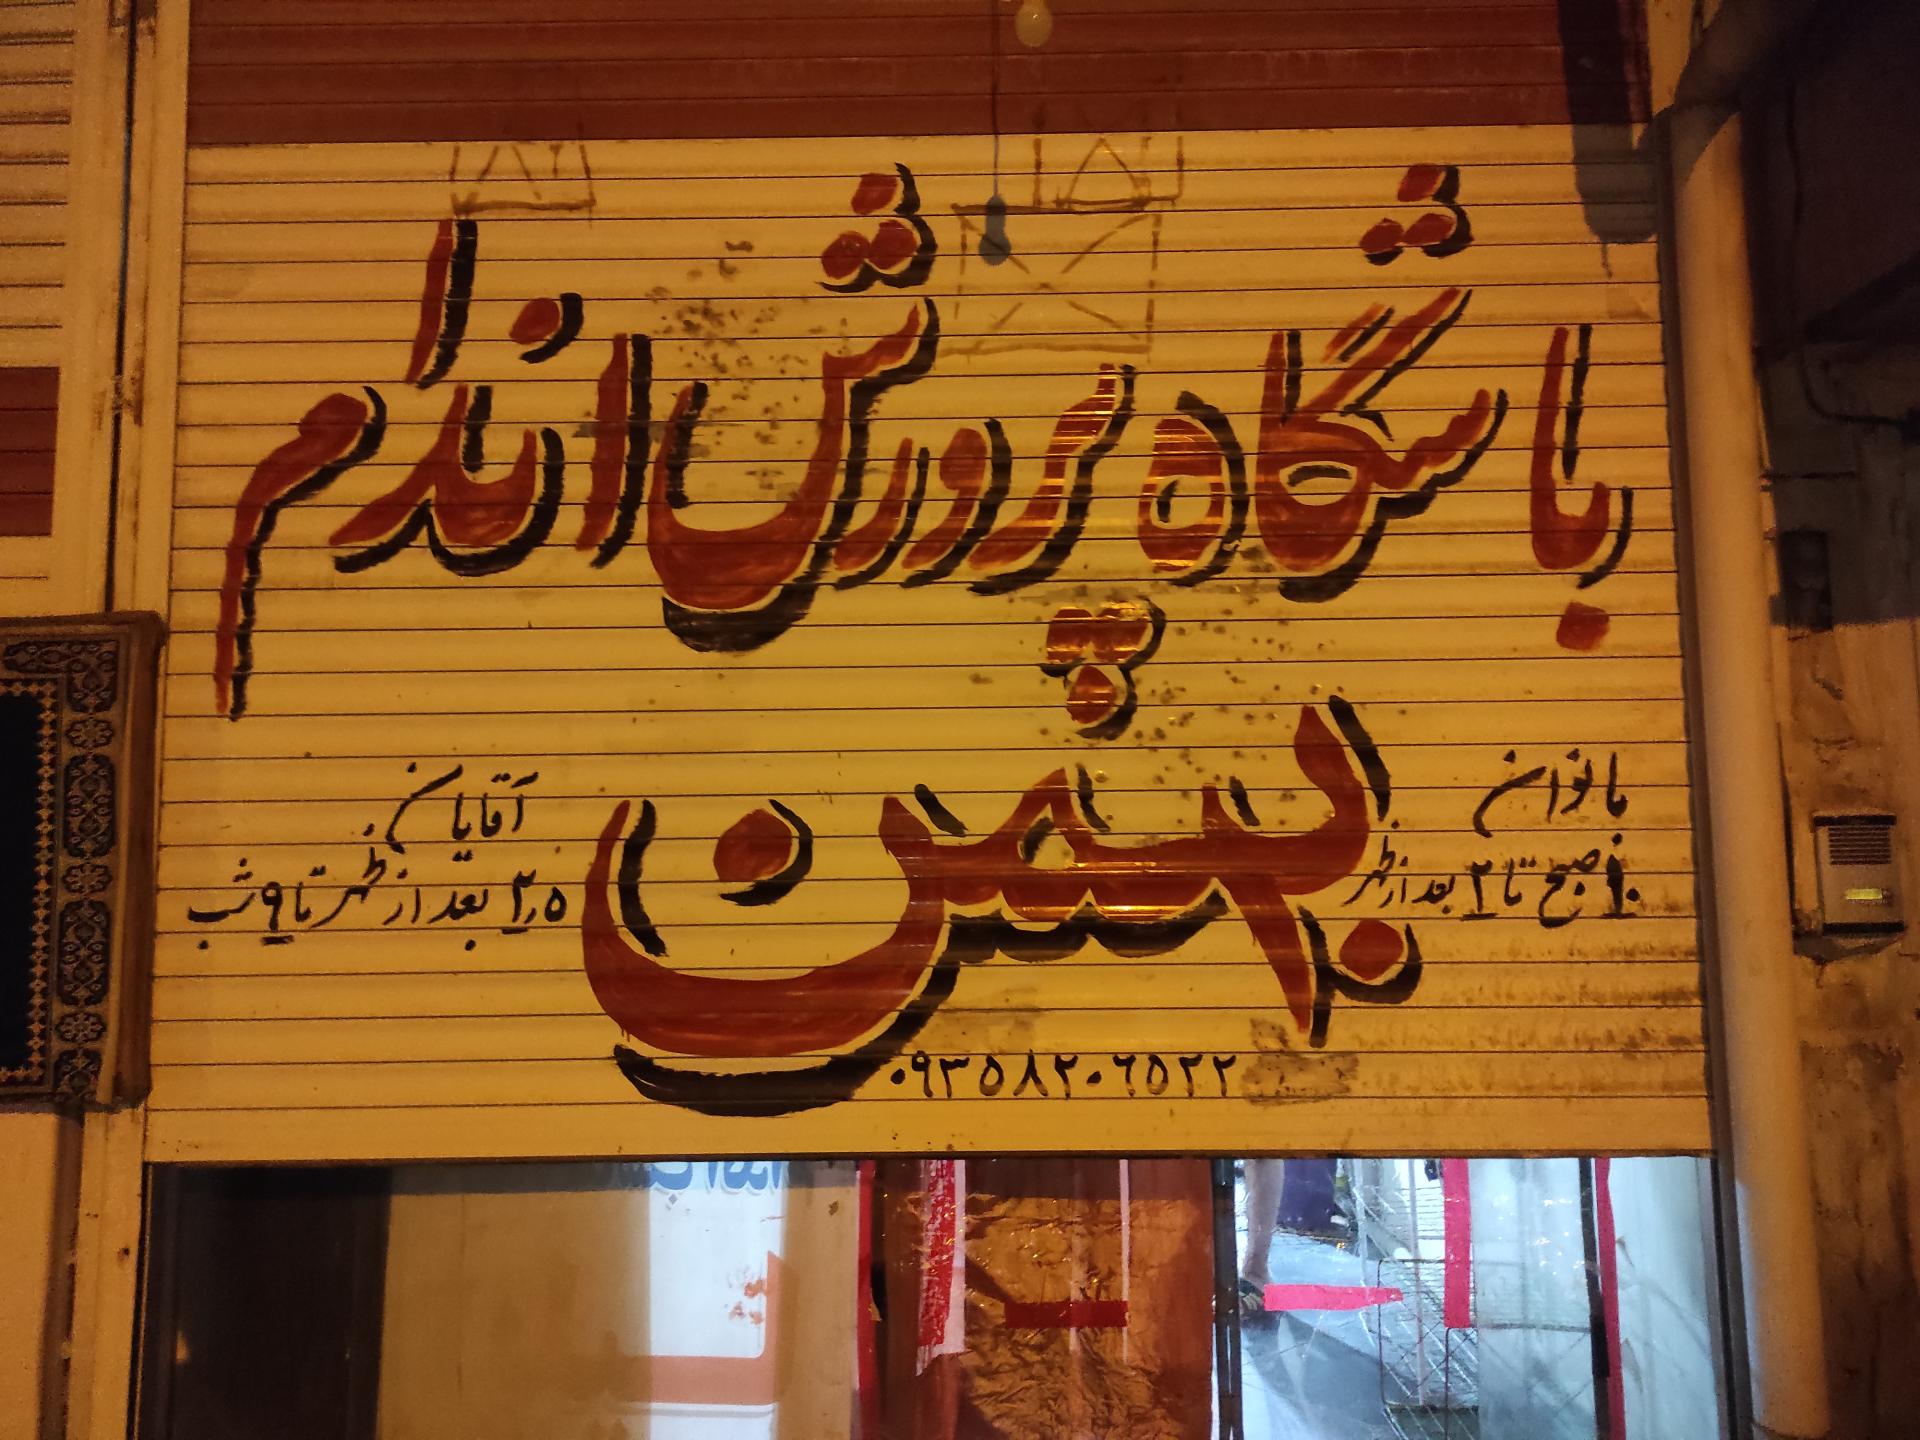 باشگاه پرورش اندام
بهمن
بانوان
۱۰ صبح تا ۲ بعد از ظهر
آقایان
۲٫۵ بعد از ظهر تا ۹ شب
۰۹۳۵۸۲۰۶۵۲۲